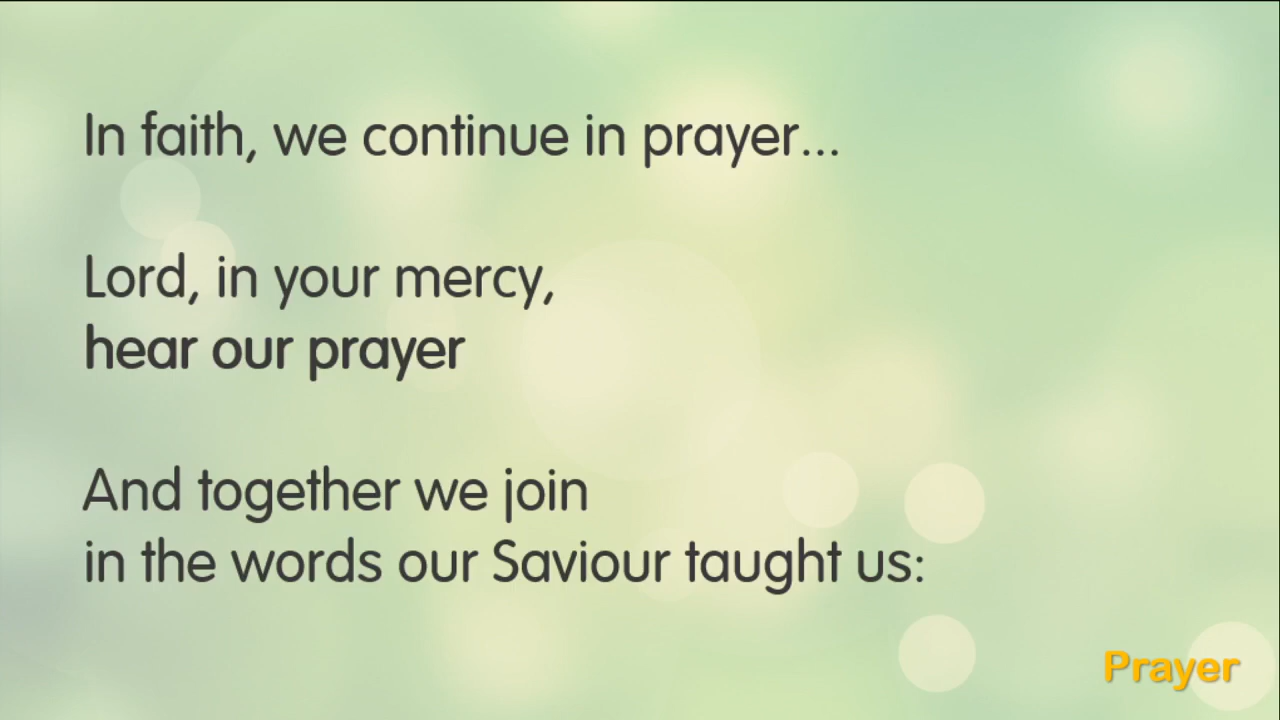 In faith, we continue in prayer...
Lord, in your mercy,
hear our prayer
And together we join
in the words our Saviour taught us:
Prayer